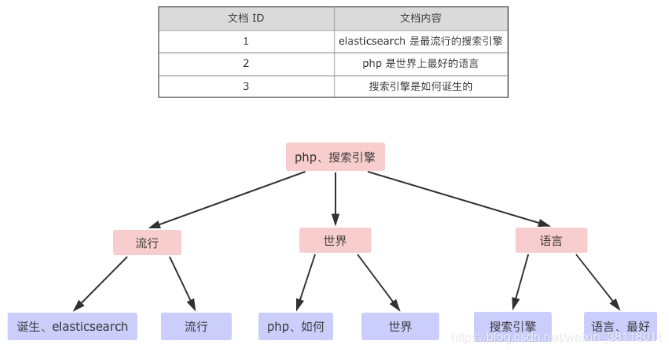 文档 ID 文档内容
1 elasticsearch 是最流行的搜索引擎
2 php 是世界上最好的语言
3 搜索引擎是如何诞生的
php、搜索引擎
流行 世界 语言
诞生、elasticsearch 流行 php、如何 世界 搜索引擎 语言、最好
https://blog.csdn.net/weixin_38118016